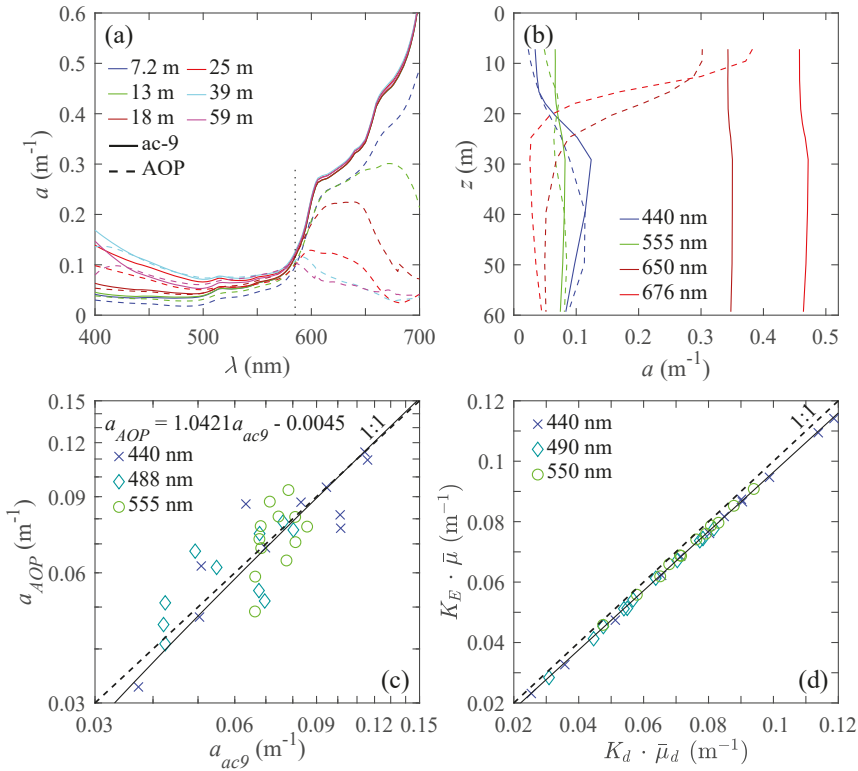 (a)
7.2 m 25 m
13 m 39 m
18 m 59 m
ac-9
AOP
a (m⁻¹)
0.6
0.5
0.4
0.3
0.2
0.1
0
400 500 600 700
λ (nm)
(b)
z (m)
10
20
30
40
50
60
440 nm
555 nm
650 nm
676 nm
0 0.1 0.2 0.3 0.4 0.5
a (m⁻¹)
a_AOP = 1.0421a_ac9 - 0.0045
1:1
440 nm
488 nm
555 nm
a_AOP (m⁻¹)
0.15
0.12
0.09
0.06
0.03
(c)
0.03 0.06 0.09 0.12 0.15
a_ac9 (m⁻¹)
1:1
440 nm
490 nm
550 nm
K_E · μ̄ (m⁻¹)
0.12
0.1
0.08
0.06
0.04
0.02
(d)
0.02 0.04 0.06 0.08 0.1 0.12
K_d · μ̄_d (m⁻¹)